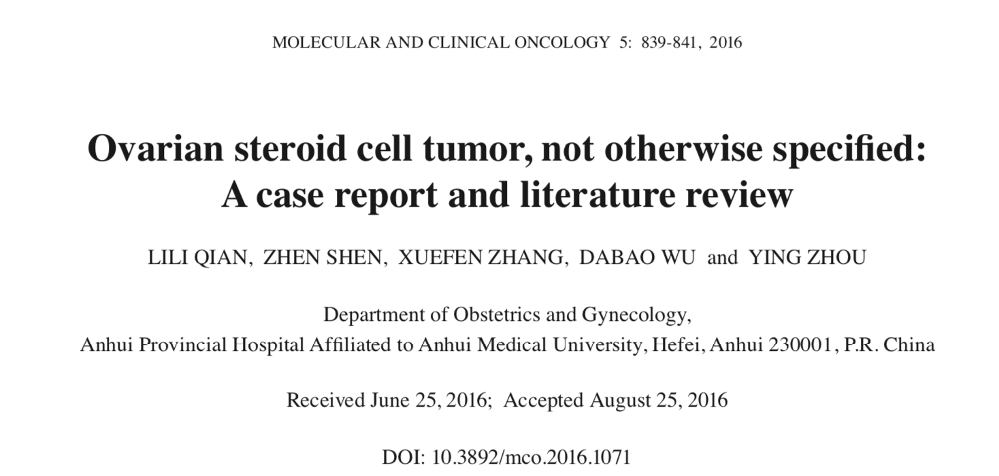 MOLECULAR AND CLINICAL ONCOLOGY 5: 839-841, 2016
Ovarian steroid cell tumor, not otherwise specified:
A case report and literature review
LILI QIAN, ZHEN SHEN, XUEFEN ZHANG, DABAO WU and YING ZHOU
Department of Obstetrics and Gynecology,
Anhui Provincial Hospital Affiliated to Anhui Medical University, Hefei, Anhui 230001, P.R. China
Received June 25, 2016; Accepted August 25, 2016
DOI: 10.3892/mco.2016.1071